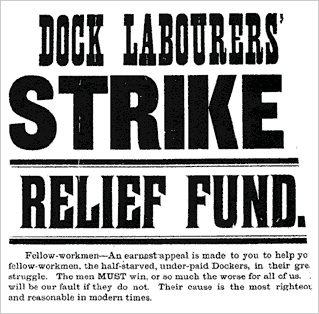 DOCK LABOURERS'
STRIKE
RELIEF FUND.
Fellow-workmen—An earnest appeal is made to you to help yo
fellow-workmen, the half-starved, under-paid Dockers, in their gre
struggle. The men MUST win, or so much the worse for all of us.
will be our fault if they do not. Their cause is the most righteo
and reasonable in modern times.